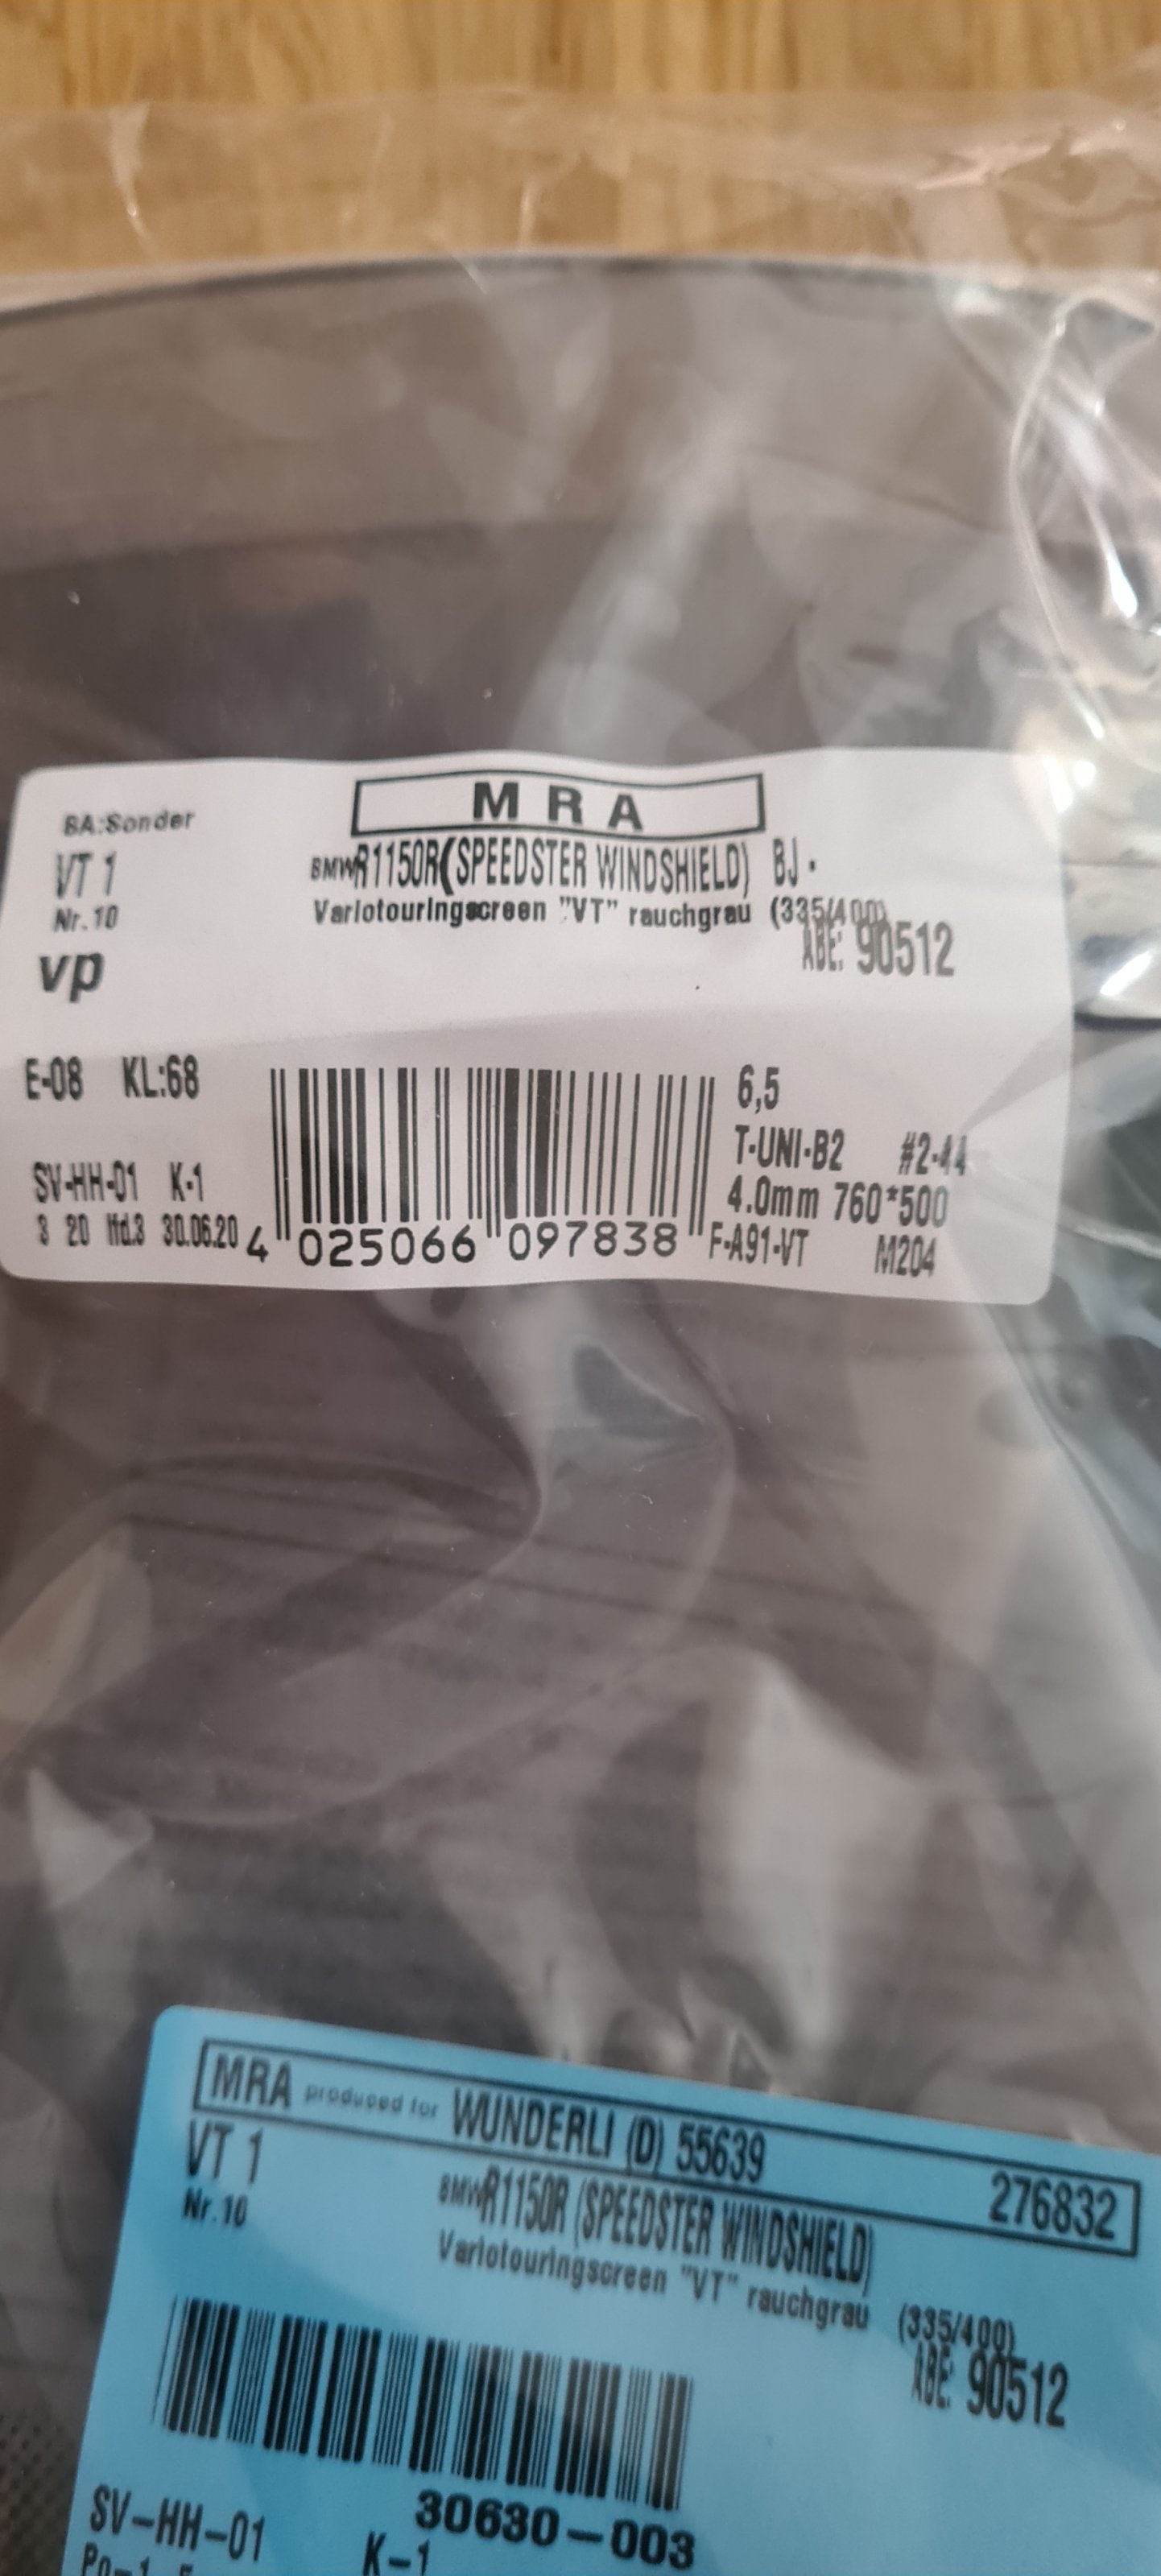 MRA
BA:Sonder
BMW R1150R (SPEEDSTER WINDSHIELD) BJ.
VT 1
Variotouringscreen "VT" rauchgrau (335/400)
Nr.10
ABE: 90512
vp
E-08 KL:68
6,5
T-UNI-B2 #2-44
SV-HH-01 K-1
4.0mm 760*500
3 20 lfd.3 30.06.20
4 025066 097838
F-A91-VT M204
MRA produced for WUNDERLI (D) 55639 276832
VT 1
BMW R1150R (SPEEDSTER WINDSHIELD)
Nr.10
Variotouringscreen "VT" rauchgrau (335/400)
ABE: 90512
30630-003
SV-HH-01 K-1